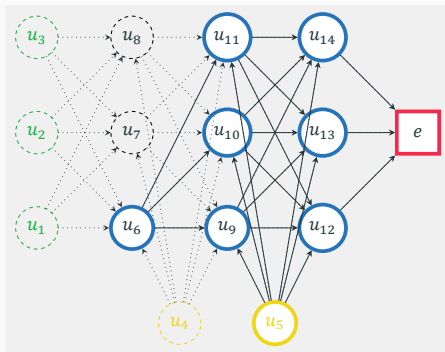 u₃ u₈ u₁₁ u₁₄
u₂ u₇ u₁₀ u₁₃ e
u₁ u₆ u₉ u₁₂
u₄ u₅